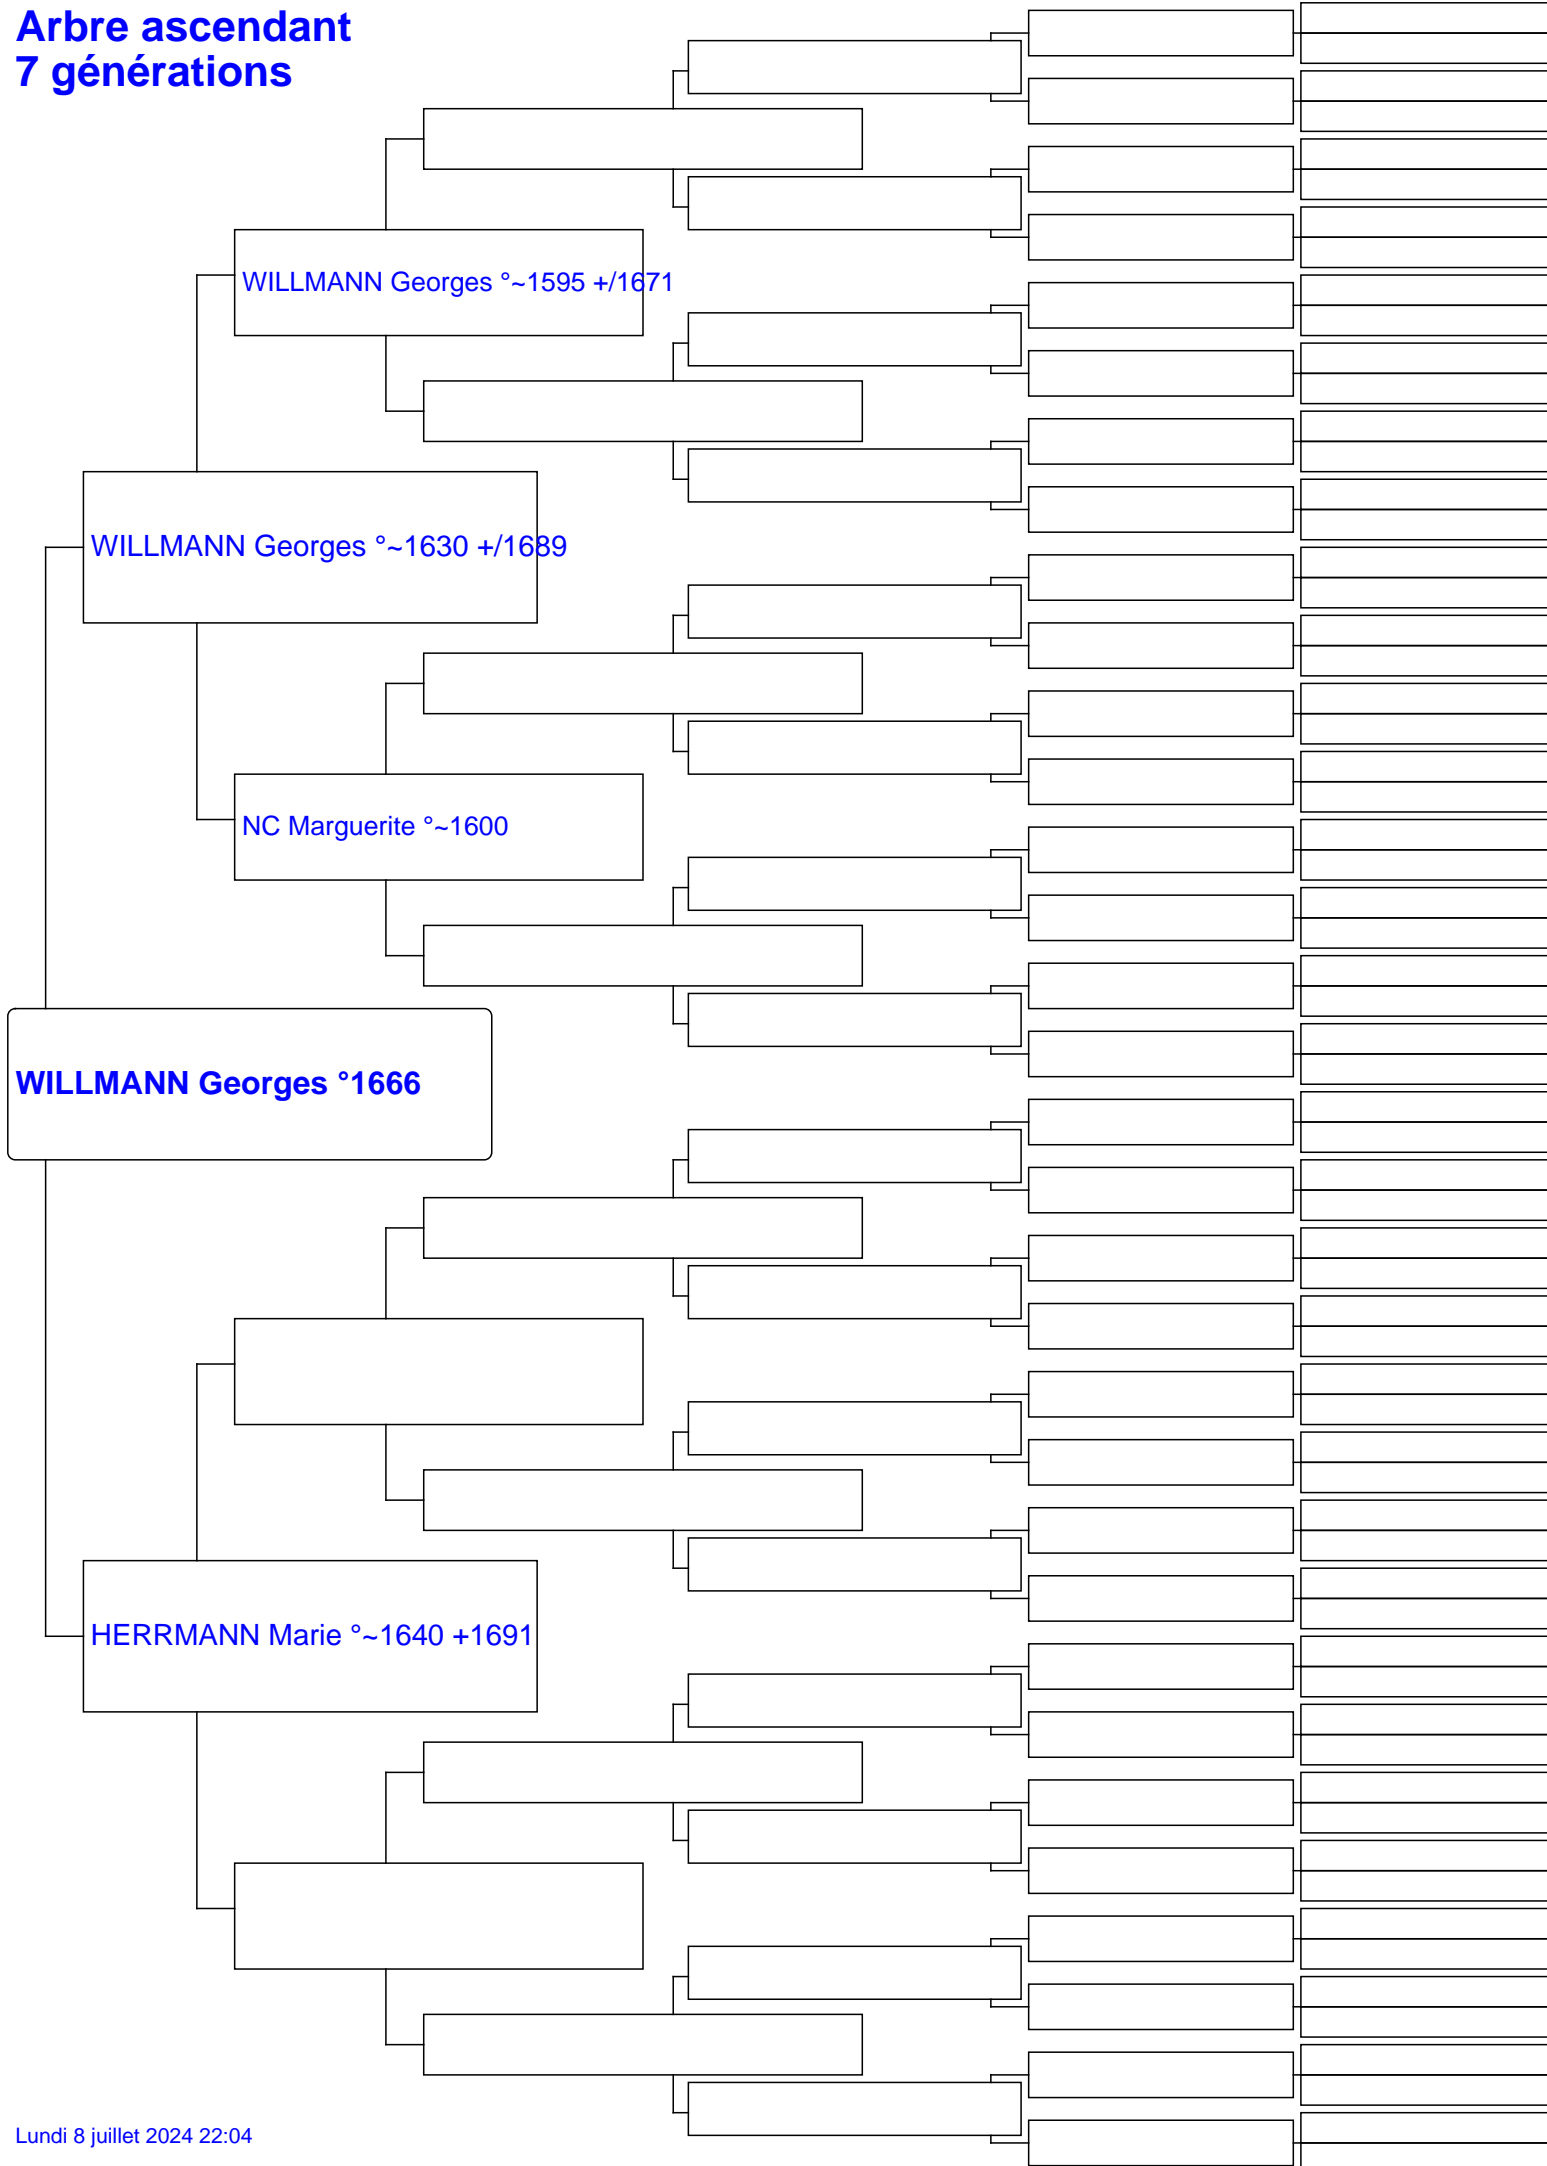 Arbre ascendant
7 générations
WILLMANN Georges °~1595 +/1671
WILLMANN Georges °~1630 +/1689
NC Marguerite °~1600
WILLMANN Georges °1666
HERRMANN Marie °~1640 +1691
Lundi 8 juillet 2024 22:04